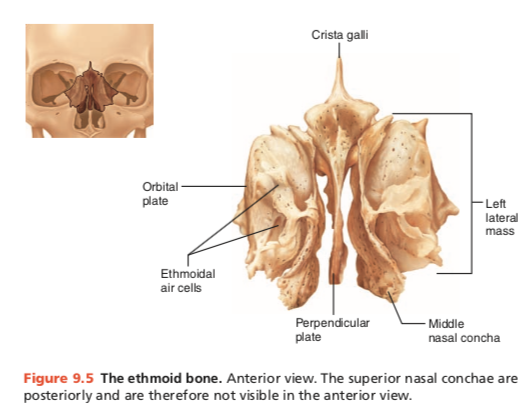 Crista galli
Orbital
plate
Left
lateral
mass
Ethmoidal
air cells
Perpendicular
plate
Middle
nasal concha
Figure 9.5 The ethmoid bone. Anterior view. The superior nasal conchae are
posteriorly and are therefore not visible in the anterior view.